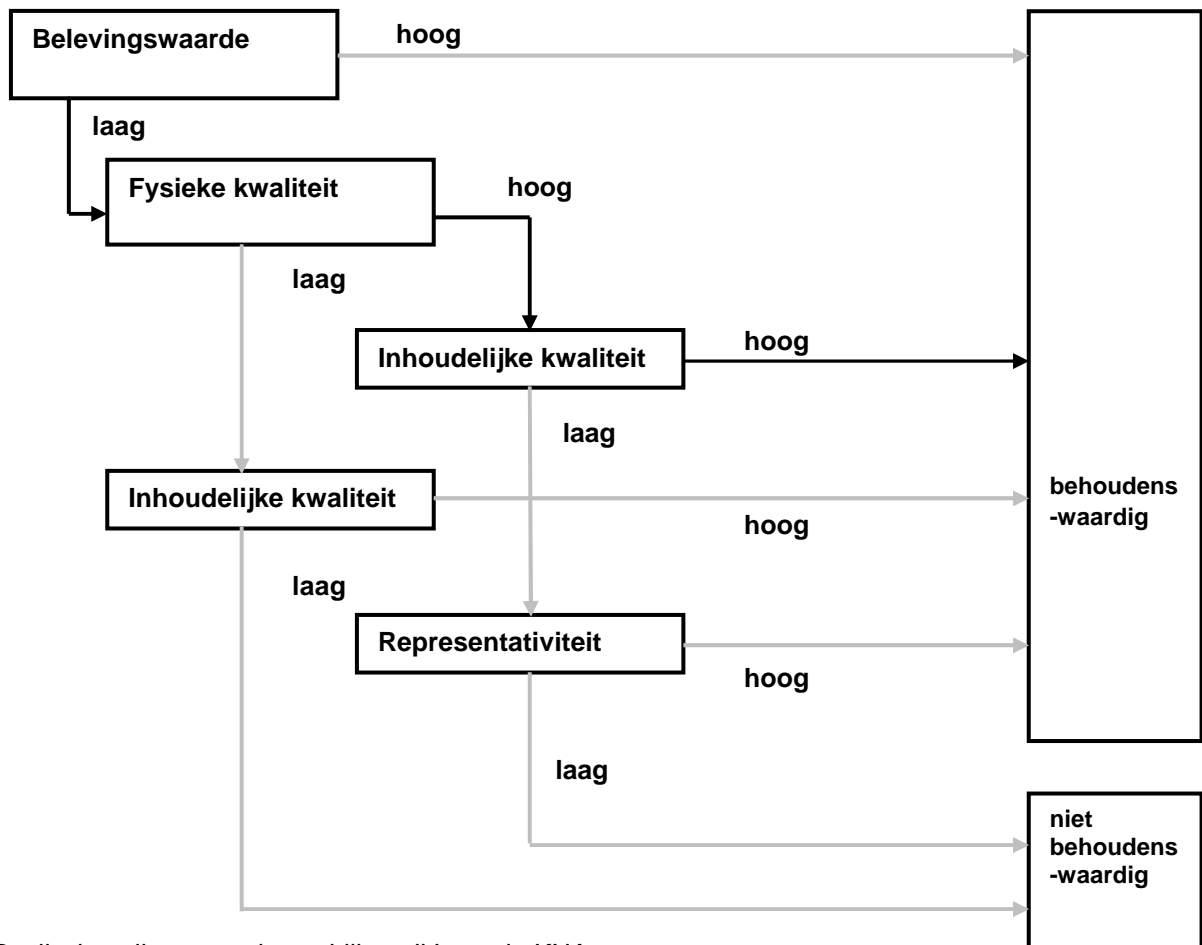 Belevingswaarde
hoog
laag
Fysieke kwaliteit
hoog
laag
Inhoudelijke kwaliteit
hoog
laag
Inhoudelijke kwaliteit
hoog
behoudens
-waardig
laag
Representativiteit
hoog
laag
niet
behoudens
-waardig